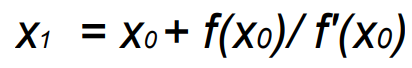 x₁ = x₀ + f(x₀)/ f'(x₀)